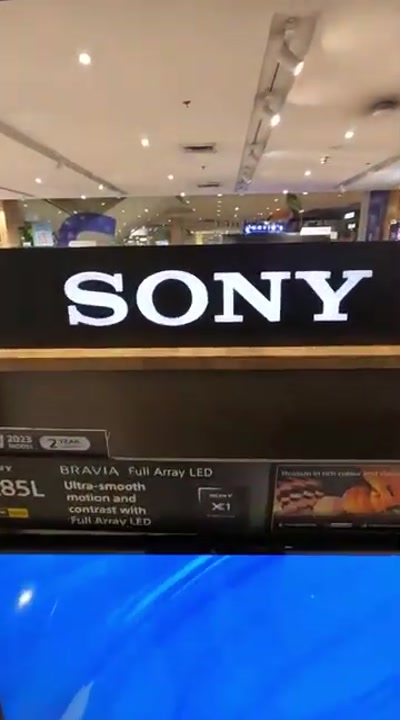 SONY
2023
MODEL
2 YEAR
BRAVIA Full Array LED
85L
Ultra-smooth
motion and
contrast with
Full Array LED
SONY
X1